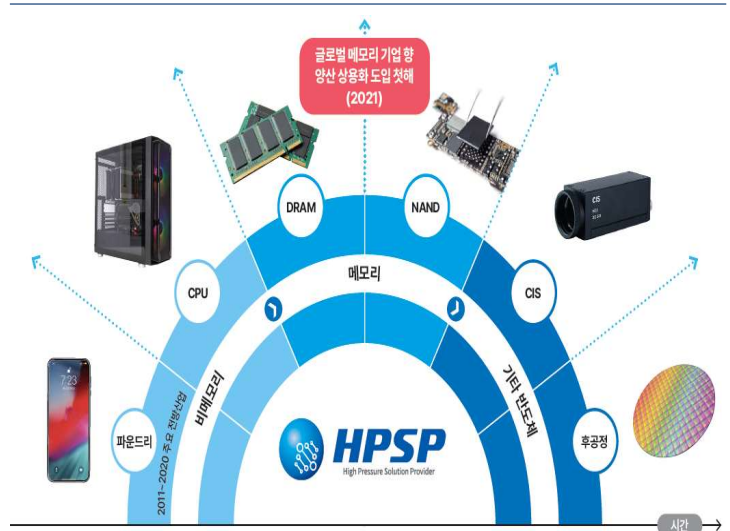 글로벌 메모리 기업 향
양산 상용화 도입 첫해
(2021)
DRAM
NAND
CPU
메모리
CIS
CIS
비메모리
기타 반도체
7:23
파운드리
2011~2020 주요 전방산업
HPSP
High Pressure Solution Provider
후공정
시간